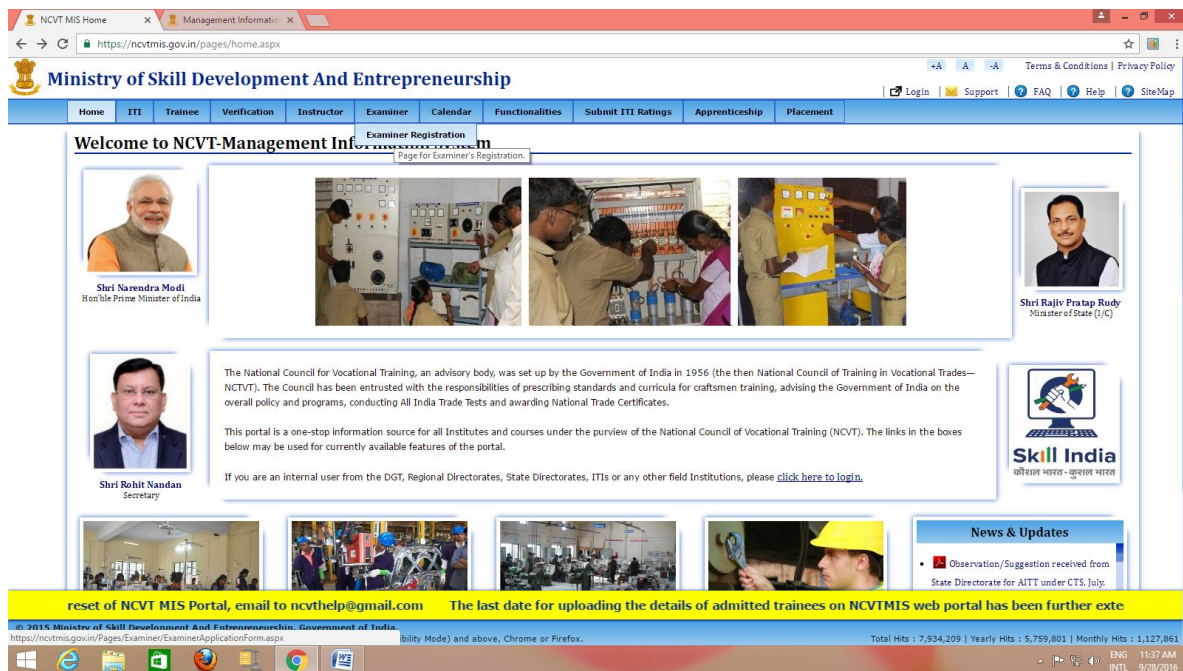 NCVT MIS Home
Management Informatio
https://ncvtmis.gov.in/pages/home.aspx
+A A -A Terms & Conditions | Privacy Policy
Ministry of Skill Development And Entrepreneurship
Login | Support | FAQ | Help | SiteMap
Home ITI Trainee Verification Instructor Examiner Calendar Functionalities Submit ITI Ratings Apprenticeship Placement
Examiner Registration
Welcome to NCVT-Management Information System
Page for Examiner's Registration.
Shri Narendra Modi
Hon'ble Prime Minister of India
Shri Rajiv Pratap Rudy
Minister of State (I/C)
The National Council for Vocational Training, an advisory body, was set up by the Government of India in 1956 (the then National Council of Training in Vocational Trades—
NCTVT). The Council has been entrusted with the responsibilities of prescribing standards and curricula for craftsmen training, advising the Government of India on the
overall policy and programs, conducting All India Trade Tests and awarding National Trade Certificates.
This portal is a one-stop information source for all Institutes and courses under the purview of the National Council of Vocational Training (NCVT). The links in the boxes
below may be used for currently available features of the portal.
If you are an internal user from the DGT, Regional Directorates, State Directorates, ITIs or any other field Institutions, please click here to login.
Shri Rohit Nandan
Secretary
Skill India
कौशल भारत - कुशल भारत
News & Updates
Observation/Suggestion received from
State Directorate for AITT under CTS, July.
reset of NCVT MIS Portal, email to ncvthelp@gmail.com The last date for uploading the details of admitted trainees on NCVTMIS web portal has been further exte
© 2015 Ministry of Skill Development And Entrepreneurship, Government of India.
https://ncvtmis.gov.in/Pages/Examiner/ExaminerApplicationForm.aspx
ibility Mode) and above, Chrome or Firefox.
Total Hits : 7,934,209 | Yearly Hits : 5,759,801 | Monthly Hits : 1,127,861
ENG 11:37 AM
INTL 9/28/2016